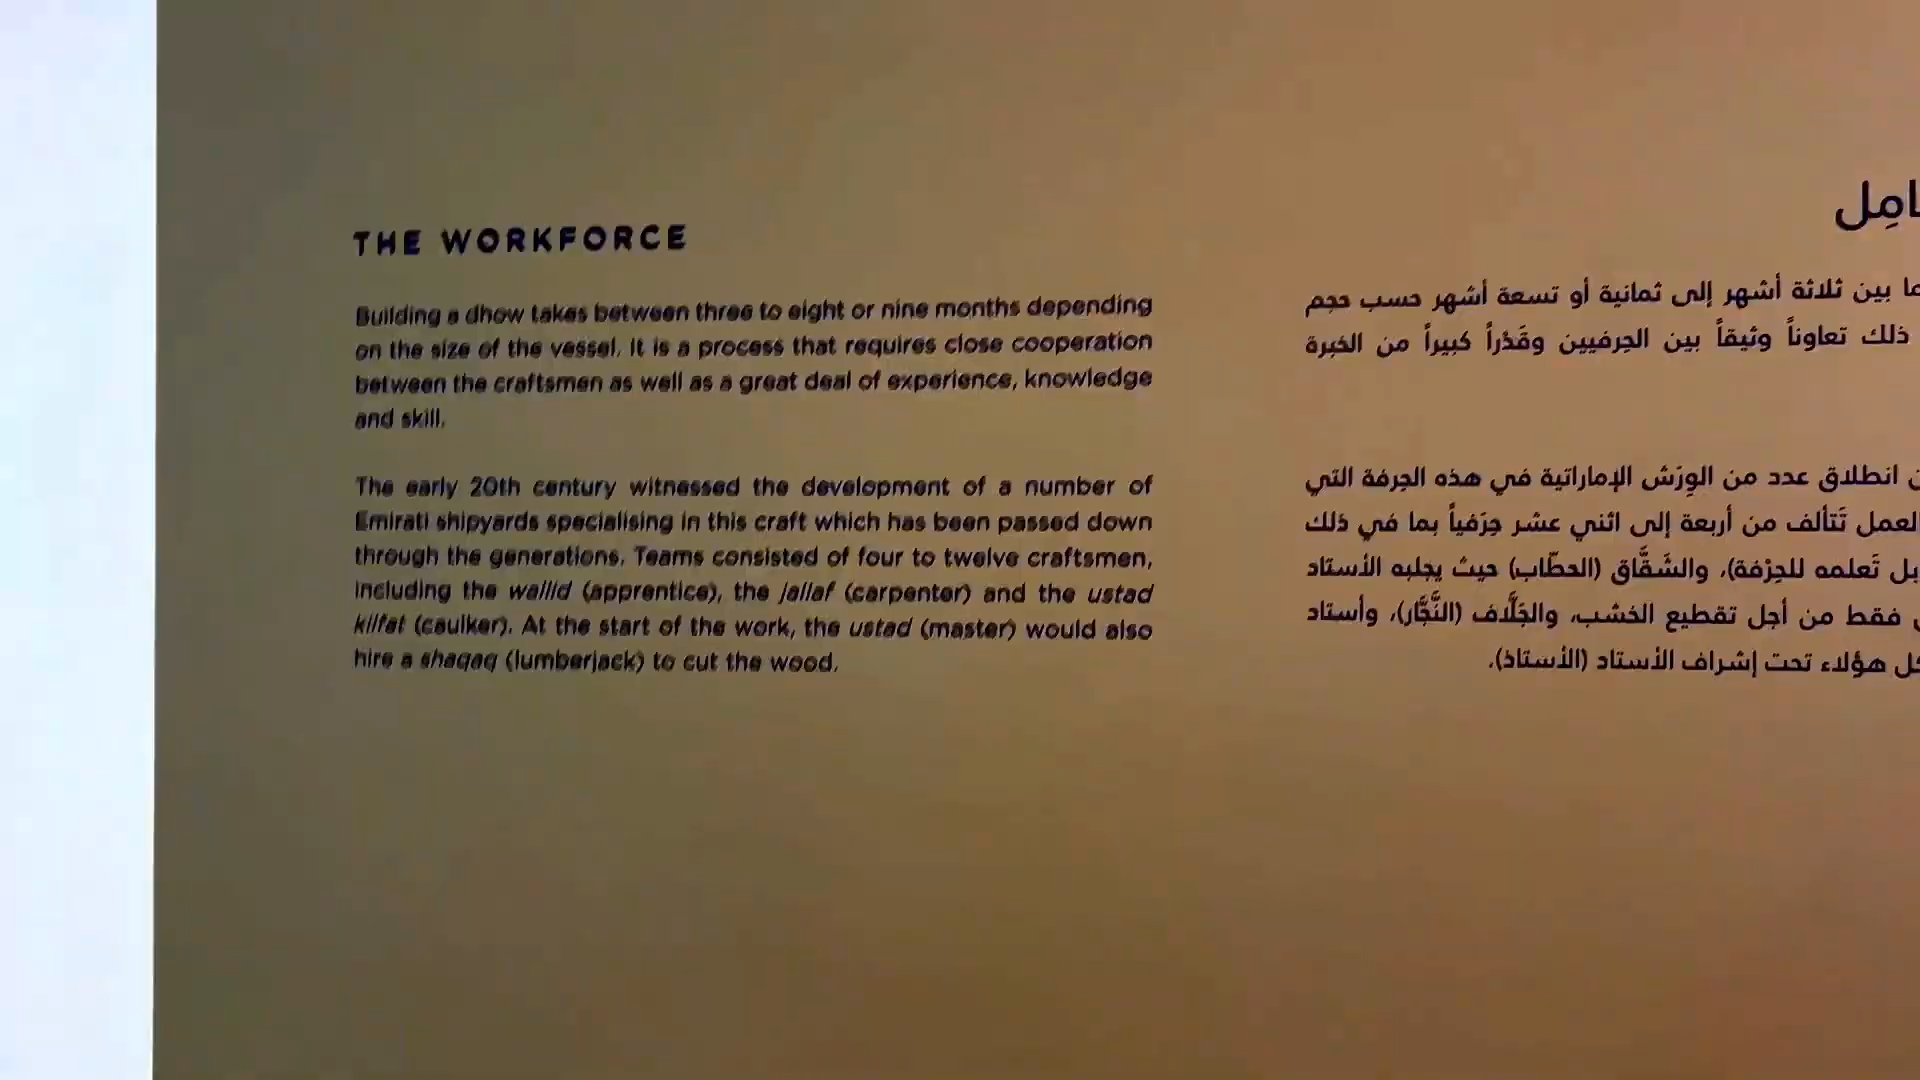 THE WORKFORCE
Building a dhow takes between three to eight or nine months depending
on the size of the vessel. It is a process that requires close cooperation
between the craftsmen as well as a great deal of experience, knowledge
and skill.
The early 20th century witnessed the development of a number of
Emirati shipyards specialising in this craft which has been passed down
through the generations. Teams consisted of four to twelve craftsmen,
including the walid (apprentice), the jallaf (carpenter) and the ustad
kilfat (caulker). At the start of the work, the ustad (master) would also
hire a shaqaq (lumberjack) to cut the wood.
بين ثلاثة أشهر إلى ثمانية أو تسعة أشهر حسب حجم
ذلك تعاوناً وثيقاً بين الحِرفيين وقَدْراً كبيراً من الخبرة
انطلاق عدد من الوِرَش الإماراتية في هذه الحِرفة التي
العمل تَتألف من أربعة إلى اثني عشر حِرَفياً بما في ذلك
تَعلمه للحِرْفة)، والشَقَّاق (الحطّاب) حيث يجلبه الأستاد
فقط من أجل تقطيع الخشب، والجَلَّاف (النَّجَّار)، وأستاد
هؤلاء تحت إشراف الأستاد (الأستاذ).